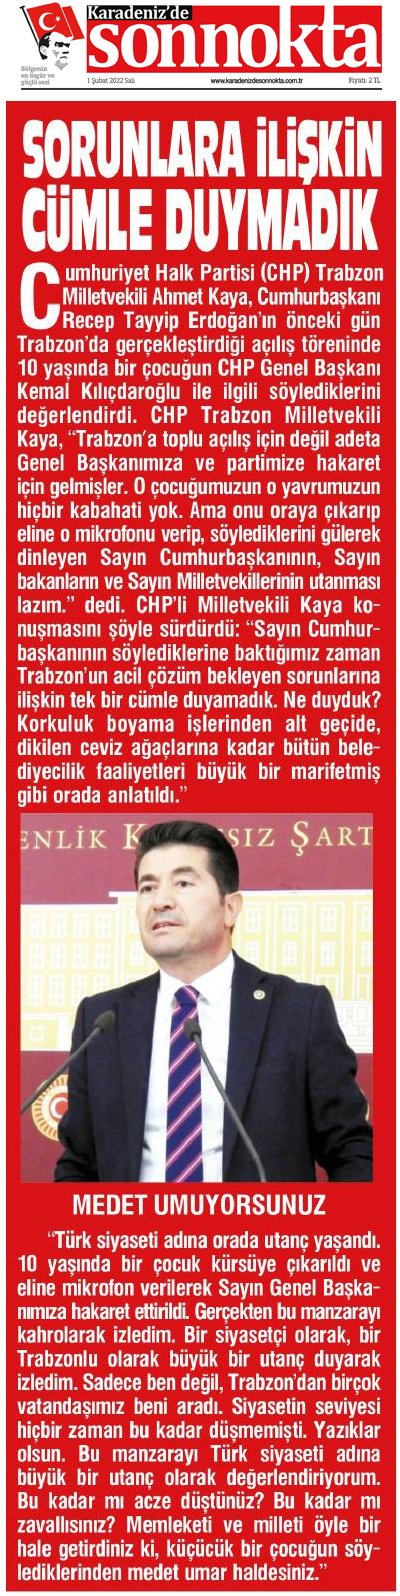 Karadeniz'de
sonnokta
Bölgenin
en özgür ve
güçlü sesi
1 Şubat 2022 Salı
www.karadenizdesonnokta.com.tr
Fiyatı: 2 TL
SORUNLARA İLİŞKİN
CÜMLE DUYMADIK
Cumhuriyet Halk Partisi (CHP) Trabzon
Milletvekili Ahmet Kaya, Cumhurbaşkanı
Recep Tayyip Erdoğan'ın önceki gün
Trabzon'da gerçekleştirdiği açılış töreninde
10 yaşında bir çocuğun CHP Genel Başkanı
Kemal Kılıçdaroğlu ile ilgili söylediklerini
değerlendirdi. CHP Trabzon Milletvekili
Kaya, "Trabzon'a toplu açılış için değil adeta
Genel Başkanımıza ve partimize hakaret
için gelmişler. O çocuğumuzun o yavrumuzun
hiçbir kabahati yok. Ama onu oraya çıkarıp
eline o mikrofonu verip, söylediklerini gülerek
dinleyen Sayın Cumhurbaşkanının, Sayın
bakanların ve Sayın Milletvekillerinin utanması
lazım." dedi. CHP'li Milletvekili Kaya ko-
nuşmasını şöyle sürdürdü: "Sayın Cumhur-
başkanının söylediklerine baktığımız zaman
Trabzon'un acil çözüm bekleyen sorunlarına
ilişkin tek bir cümle duyamadık. Ne duyduk?
Korkuluk boyama işlerinden alt geçide,
dikilen ceviz ağaçlarına kadar bütün bele-
diyecilik faaliyetleri büyük bir marifetmiş
gibi orada anlatıldı."
ENLİK K SIZ ŞART
MEDET UMUYORSUNUZ
"Türk siyaseti adına orada utanç yaşandı.
10 yaşında bir çocuk kürsüye çıkarıldı ve
eline mikrofon verilerek Sayın Genel Başka-
nımıza hakaret ettirildi. Gerçekten bu manzarayı
kahrolarak izledim. Bir siyasetçi olarak, bir
Trabzonlu olarak büyük bir utanç duyarak
izledim. Sadece ben değil, Trabzon'dan birçok
vatandaşımız beni aradı. Siyasetin seviyesi
hiçbir zaman bu kadar düşmemişti. Yazıklar
olsun. Bu manzarayı Türk siyaseti adına
büyük bir utanç olarak değerlendiriyorum.
Bu kadar mı acze düştünüz? Bu kadar mı
zavallısınız? Memleketi ve milleti öyle bir
hale getirdiniz ki, küçücük bir çocuğun söy-
lediklerinden medet umar haldesiniz."